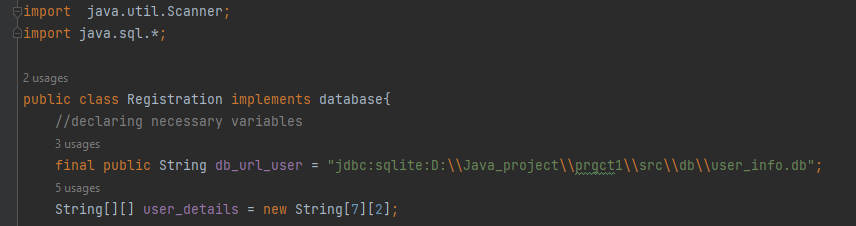 import  java.util.Scanner;
import java.sql.*;
2 usages
public class Registration implements database{
//declaring necessary variables
3 usages
final public String db_url_user = "jdbc:sqlite:D:\\Java_project\\prgct1\\src\\db\\user_info.db";
5 usages
String[][] user_details = new String[7][2];